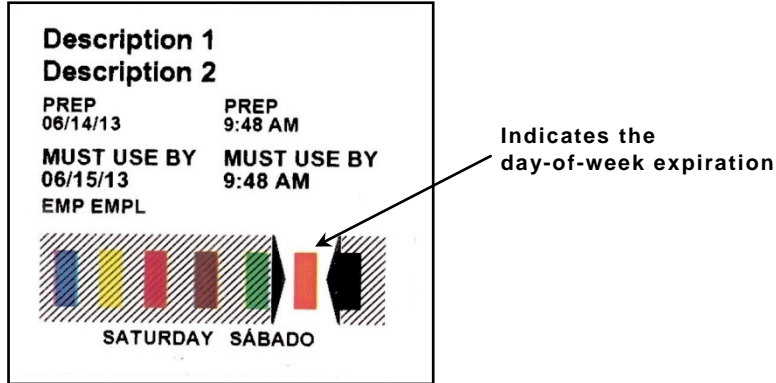 Description 1
Description 2
PREP PREP
06/14/13 9:48 AM
MUST USE BY MUST USE BY
06/15/13 9:48 AM
EMP EMPL
SATURDAY SÁBADO
Indicates the
day-of-week expiration